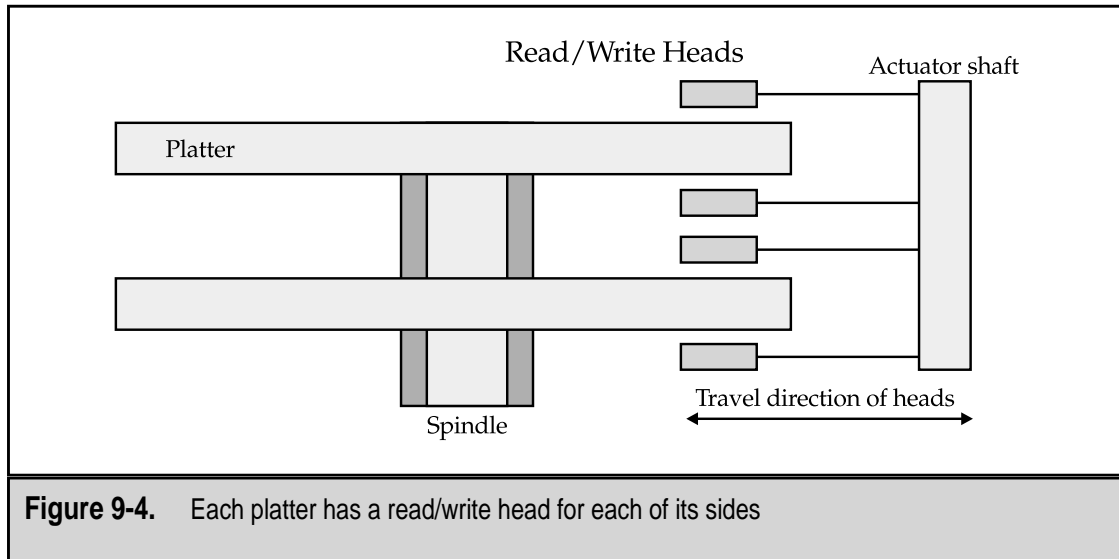 Read/Write Heads
Actuator shaft
Platter
Travel direction of heads
Spindle
Figure 9-4. Each platter has a read/write head for each of its sides